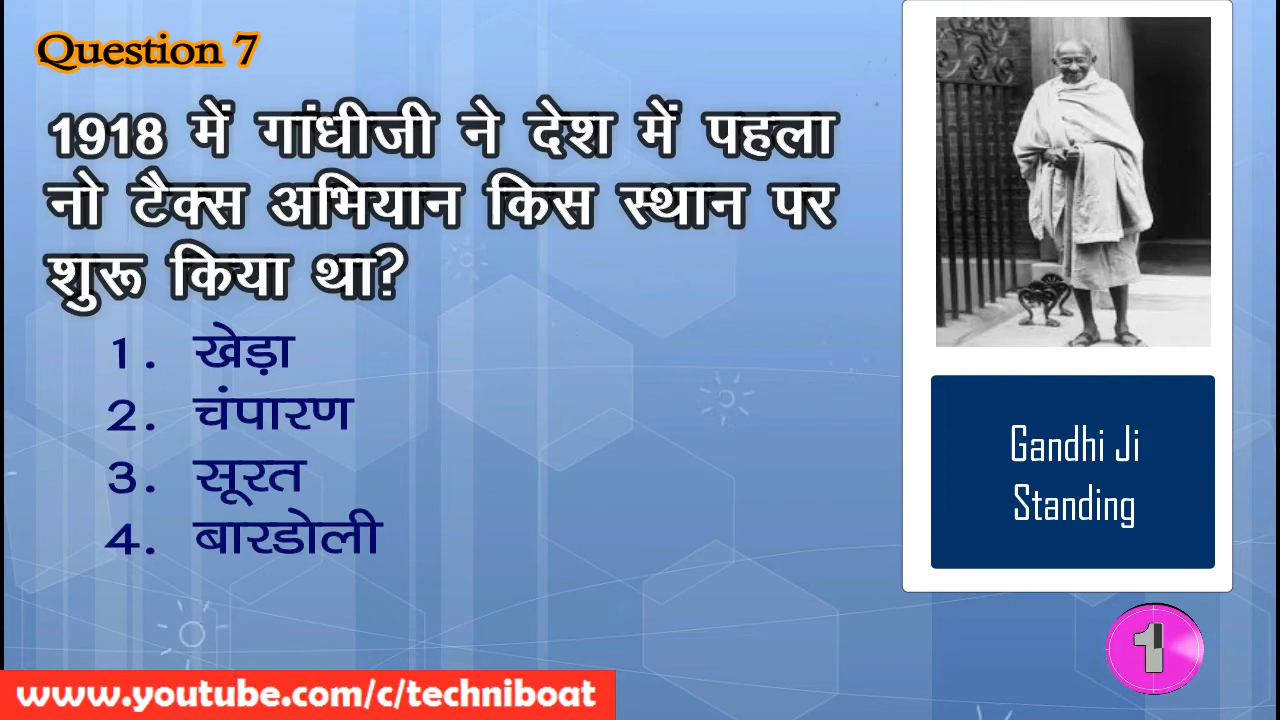 Question 7
1918 में गांधीजी ने देश में पहला
नो टैक्स अभियान किस स्थान पर
शुरू किया था?
1. खेड़ा
2. चंपारण
3. सूरत
4. बारडोली
Gandhi Ji
Standing
1
www.youtube.com/c/techniboat